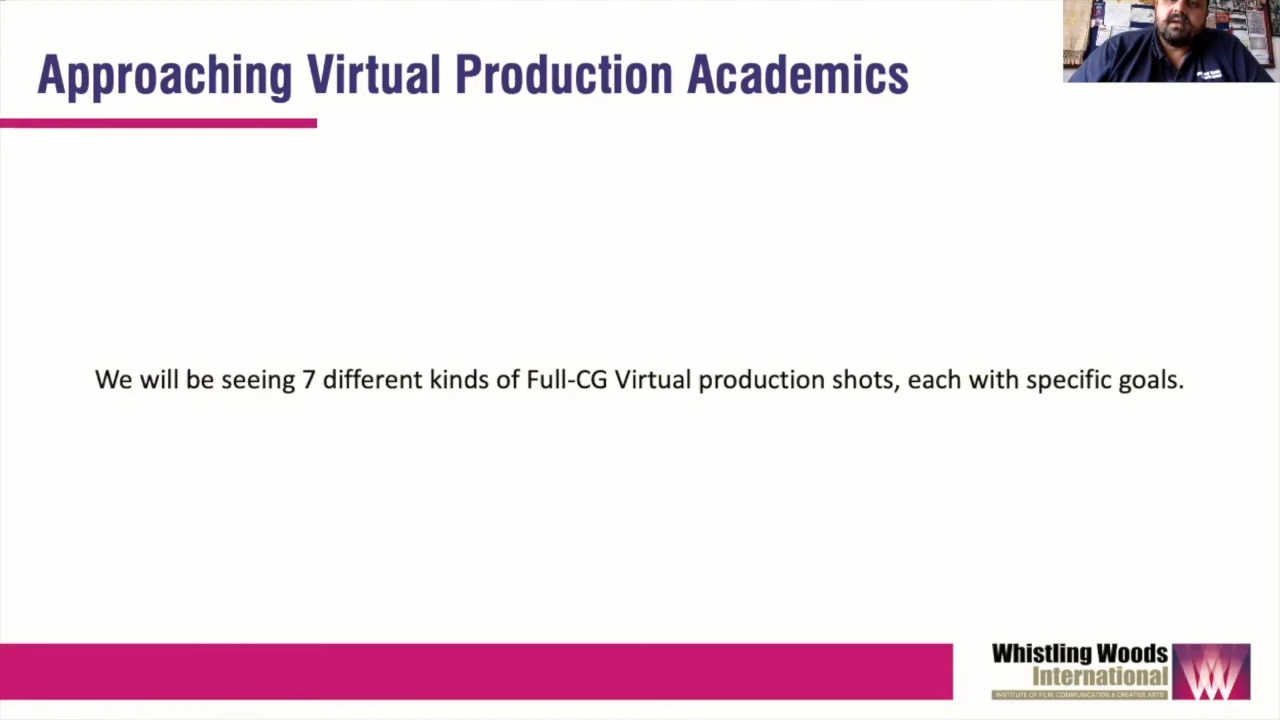 Approaching Virtual Production Academics
We will be seeing 7 different kinds of Full-CG Virtual production shots, each with specific goals.
Whistling Woods
International
INSTITUTE OF FILM, COMMUNICATION & CREATIVE ARTS